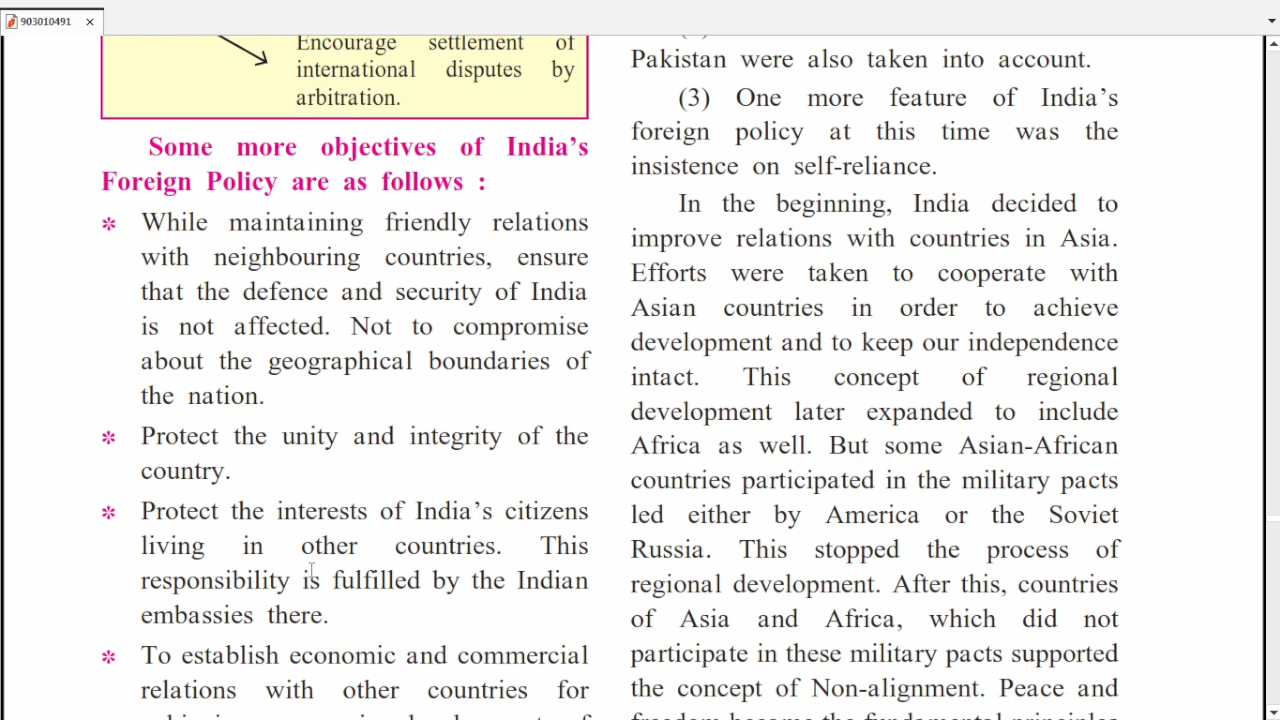 903010491
Encourage settlement of
international disputes by
arbitration.
Some more objectives of India's
Foreign Policy are as follows :
* While maintaining friendly relations
with neighbouring countries, ensure
that the defence and security of India
is not affected. Not to compromise
about the geographical boundaries of
the nation.
* Protect the unity and integrity of the
country.
* Protect the interests of India's citizens
living in other countries. This
responsibility is fulfilled by the Indian
embassies there.
* To establish economic and commercial
relations with other countries for
Pakistan were also taken into account.
(3) One more feature of India's
foreign policy at this time was the
insistence on self-reliance.
In the beginning, India decided to
improve relations with countries in Asia.
Efforts were taken to cooperate with
Asian countries in order to achieve
development and to keep our independence
intact. This concept of regional
development later expanded to include
Africa as well. But some Asian-African
countries participated in the military pacts
led either by America or the Soviet
Russia. This stopped the process of
regional development. After this, countries
of Asia and Africa, which did not
participate in these military pacts supported
the concept of Non-alignment. Peace and
freedom became the fundamental principles